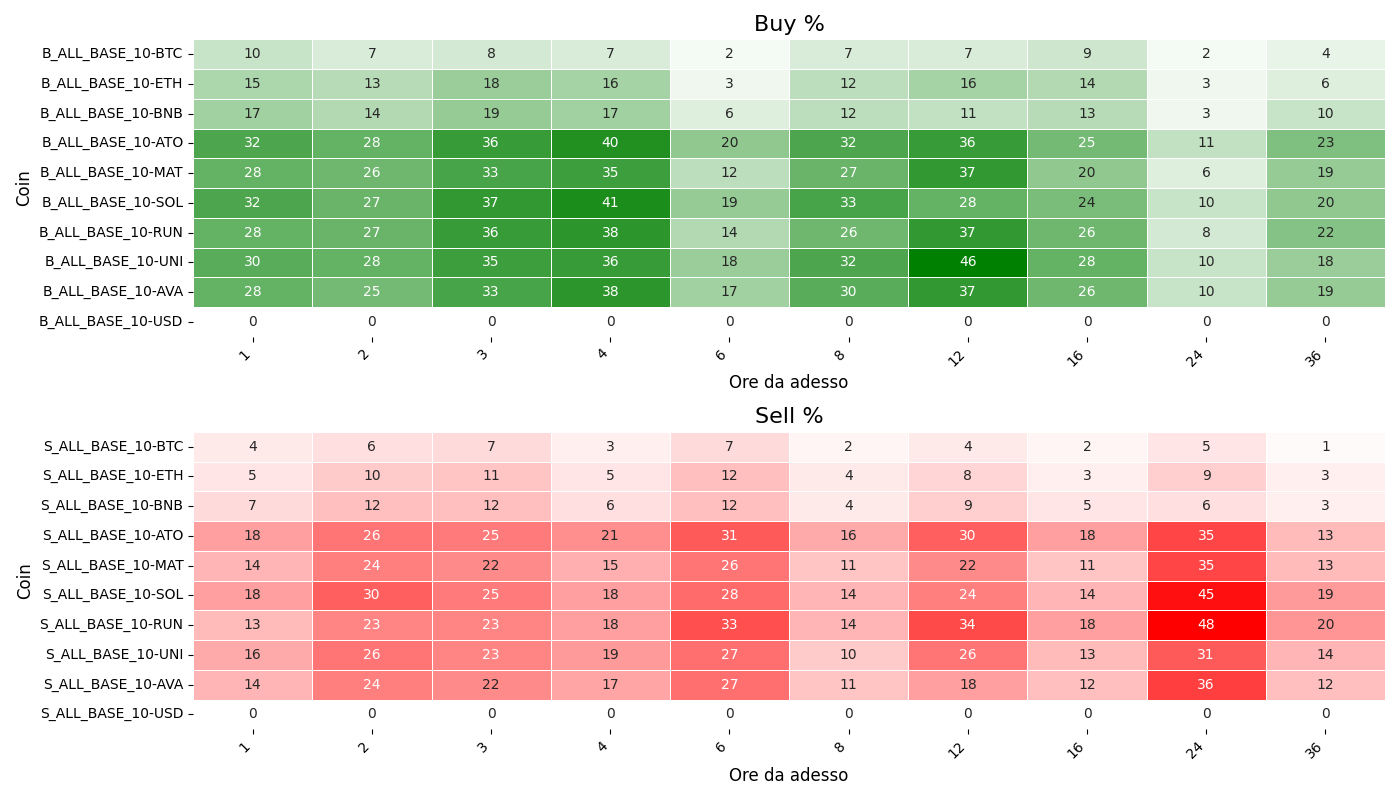 Buy %
Coin
B_ALL_BASE_10-BTC 10 7 8 7 2 7 7 9 2 4
B_ALL_BASE_10-ETH 15 13 18 16 3 12 16 14 3 6
B_ALL_BASE_10-BNB 17 14 19 17 6 12 11 13 3 10
B_ALL_BASE_10-ATO 32 28 36 40 20 32 36 25 11 23
B_ALL_BASE_10-MAT 28 26 33 35 12 27 37 20 6 19
B_ALL_BASE_10-SOL 32 27 37 41 19 33 28 24 10 20
B_ALL_BASE_10-RUN 28 27 36 38 14 26 37 26 8 22
B_ALL_BASE_10-UNI 30 28 35 36 18 32 46 28 10 18
B_ALL_BASE_10-AVA 28 25 33 38 17 30 37 26 10 19
B_ALL_BASE_10-USD 0 0 0 0 0 0 0 0 0 0
1 2 3 4 6 8 12 16 24 36
Ore da adesso
Sell %
Coin
S_ALL_BASE_10-BTC 4 6 7 3 7 2 4 2 5 1
S_ALL_BASE_10-ETH 5 10 11 5 12 4 8 3 9 3
S_ALL_BASE_10-BNB 7 12 12 6 12 4 9 5 6 3
S_ALL_BASE_10-ATO 18 26 25 21 31 16 30 18 35 13
S_ALL_BASE_10-MAT 14 24 22 15 26 11 22 11 35 13
S_ALL_BASE_10-SOL 18 30 25 18 28 14 24 14 45 19
S_ALL_BASE_10-RUN 13 23 23 18 33 14 34 18 48 20
S_ALL_BASE_10-UNI 16 26 23 19 27 10 26 13 31 14
S_ALL_BASE_10-AVA 14 24 22 17 27 11 18 12 36 12
S_ALL_BASE_10-USD 0 0 0 0 0 0 0 0 0 0
1 2 3 4 6 8 12 16 24 36
Ore da adesso